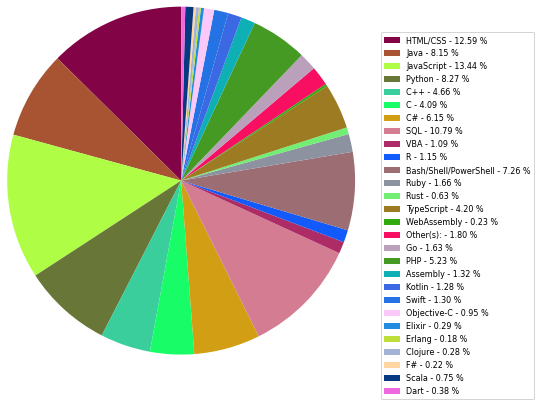 HTML/CSS - 12.59 %
Java - 8.15 %
JavaScript - 13.44 %
Python - 8.27 %
C++ - 4.66 %
C - 4.09 %
C# - 6.15 %
SQL - 10.79 %
VBA - 1.09 %
R - 1.15 %
Bash/Shell/PowerShell - 7.26 %
Ruby - 1.66 %
Rust - 0.63 %
TypeScript - 4.20 %
WebAssembly - 0.23 %
Other(s): - 1.80 %
Go - 1.63 %
PHP - 5.23 %
Assembly - 1.32 %
Kotlin - 1.28 %
Swift - 1.30 %
Objective-C - 0.95 %
Elixir - 0.29 %
Erlang - 0.18 %
Clojure - 0.28 %
F# - 0.22 %
Scala - 0.75 %
Dart - 0.38 %